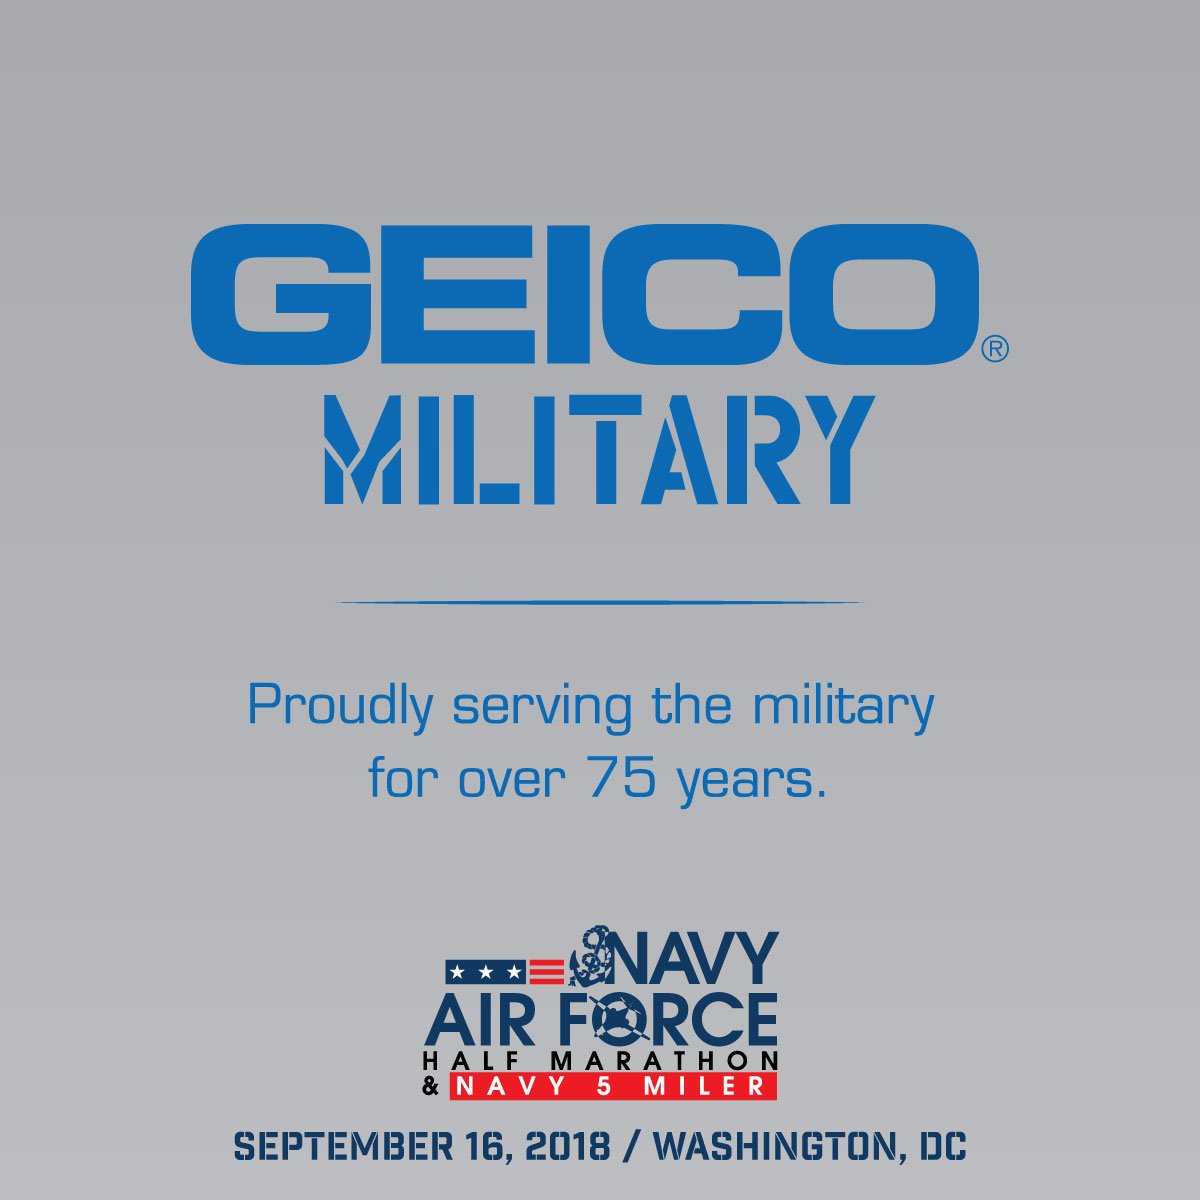 GEICO®
MILITARY
Proudly serving the military
for over 75 years.
NAVY
AIR FORCE
HALF MARATHON
& NAVY 5 MILER
SEPTEMBER 16, 2018 / WASHINGTON, DC